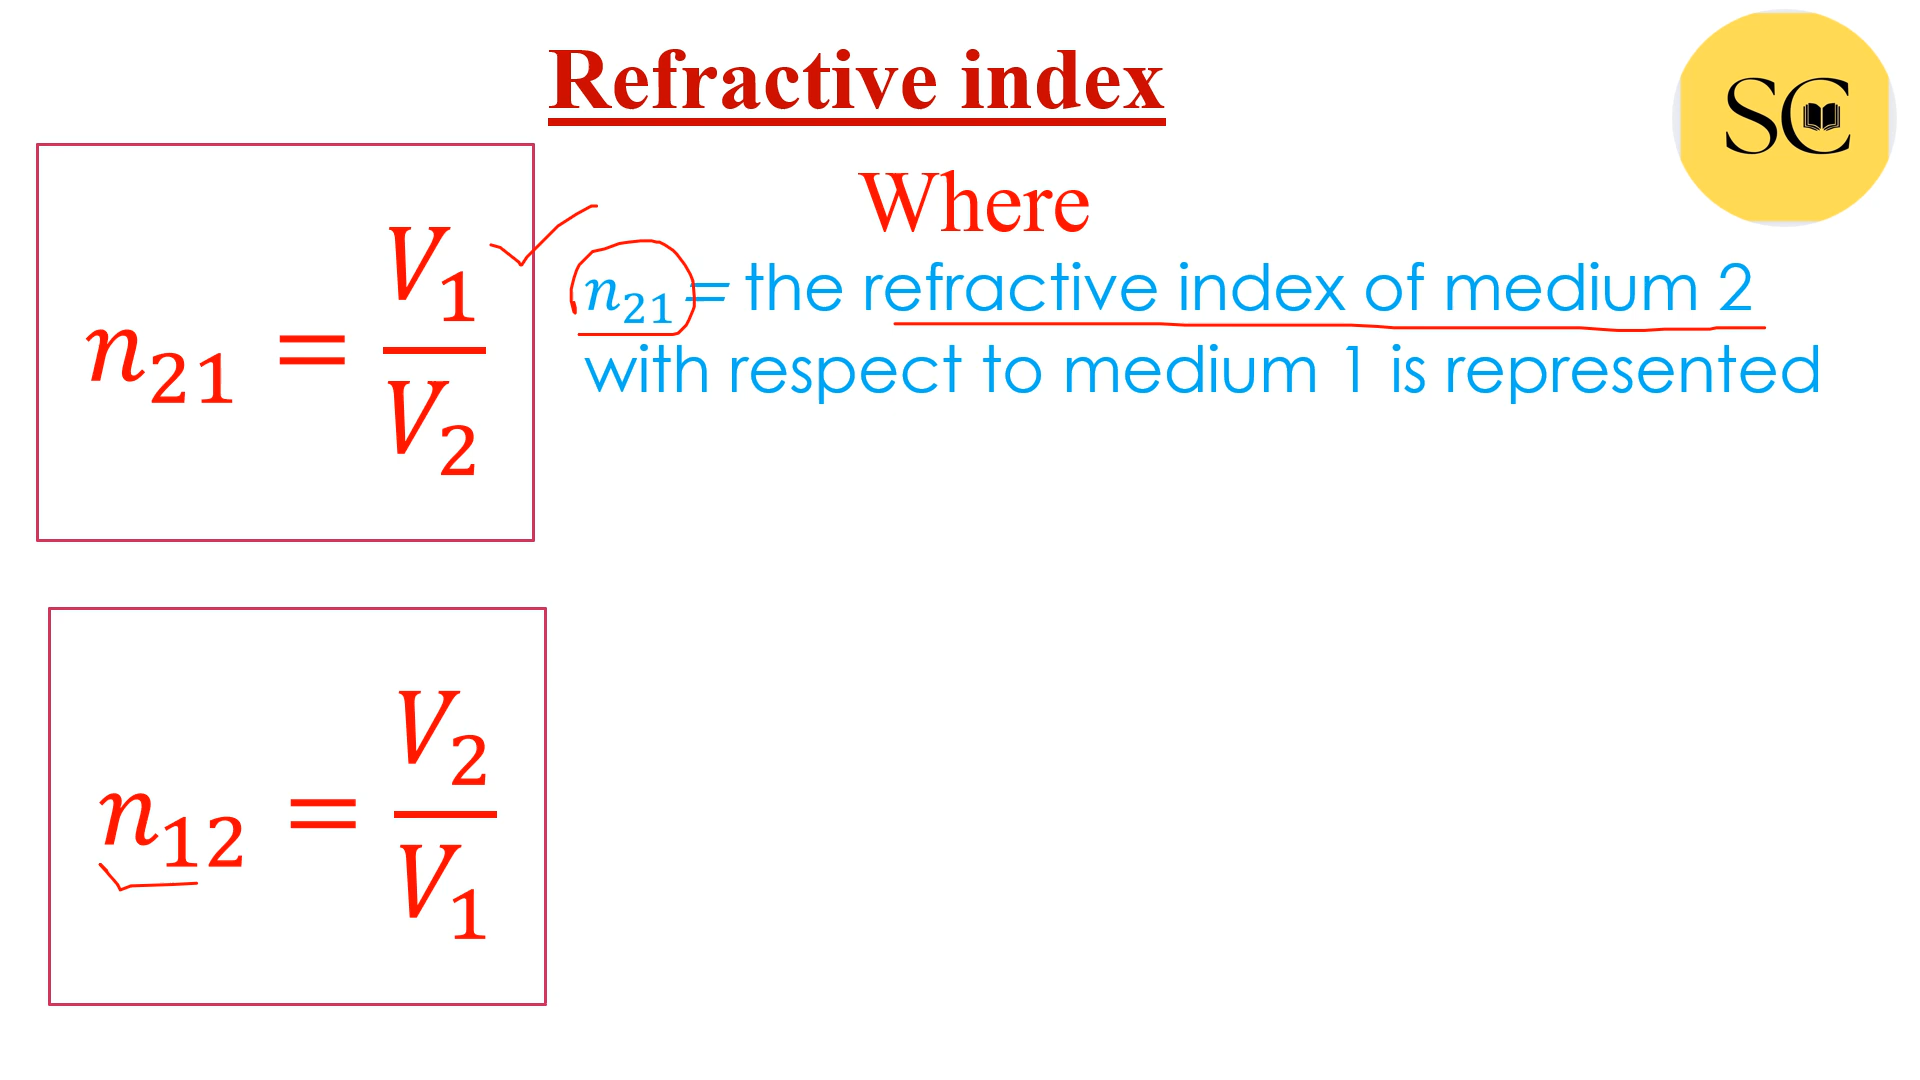 Refractive index
SC
Where
n₂₁ = the refractive index of medium 2
with respect to medium 1 is represented
n₂₁ = V₁/V₂
n₁₂ = V₂/V₁